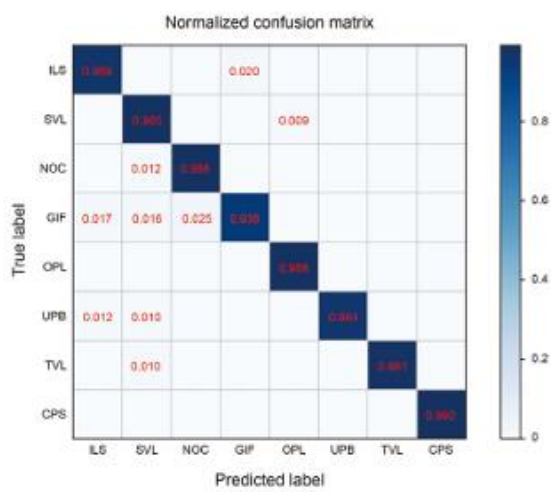 Normalized confusion matrix
ILS 0.020
SVL 0.009
0.8
NOC 0.012
GIF 0.017 0.016 0.025
0.6
OPL
0.4
UPB 0.012 0.010
TVL 0.010
0.2
CPS
0
ILS SVL NOC GIF OPL UPB TVL CPS
True label
Predicted label